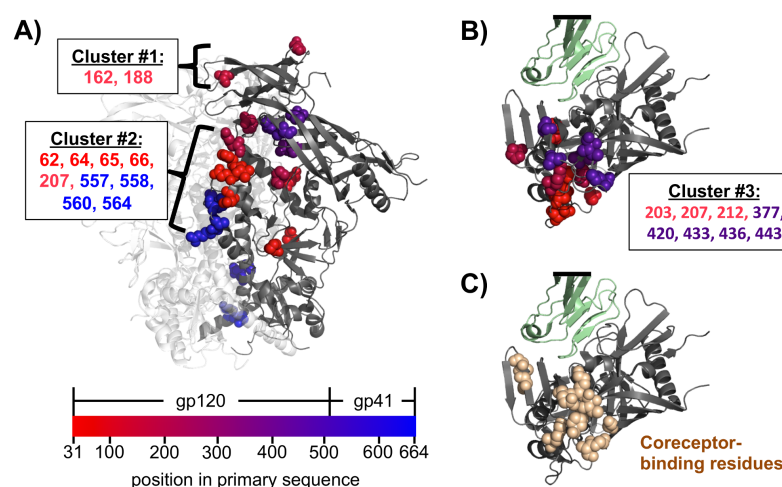 A)
Cluster #1:
162, 188
Cluster #2:
62, 64, 65, 66,
207, 557, 558,
560, 564
gp120
gp41
31 100 200 300 400 500 600 664
position in primary sequence
B)
Cluster #3:
203, 207, 212, 377,
420, 433, 436, 443
C)
Coreceptor-
binding residues